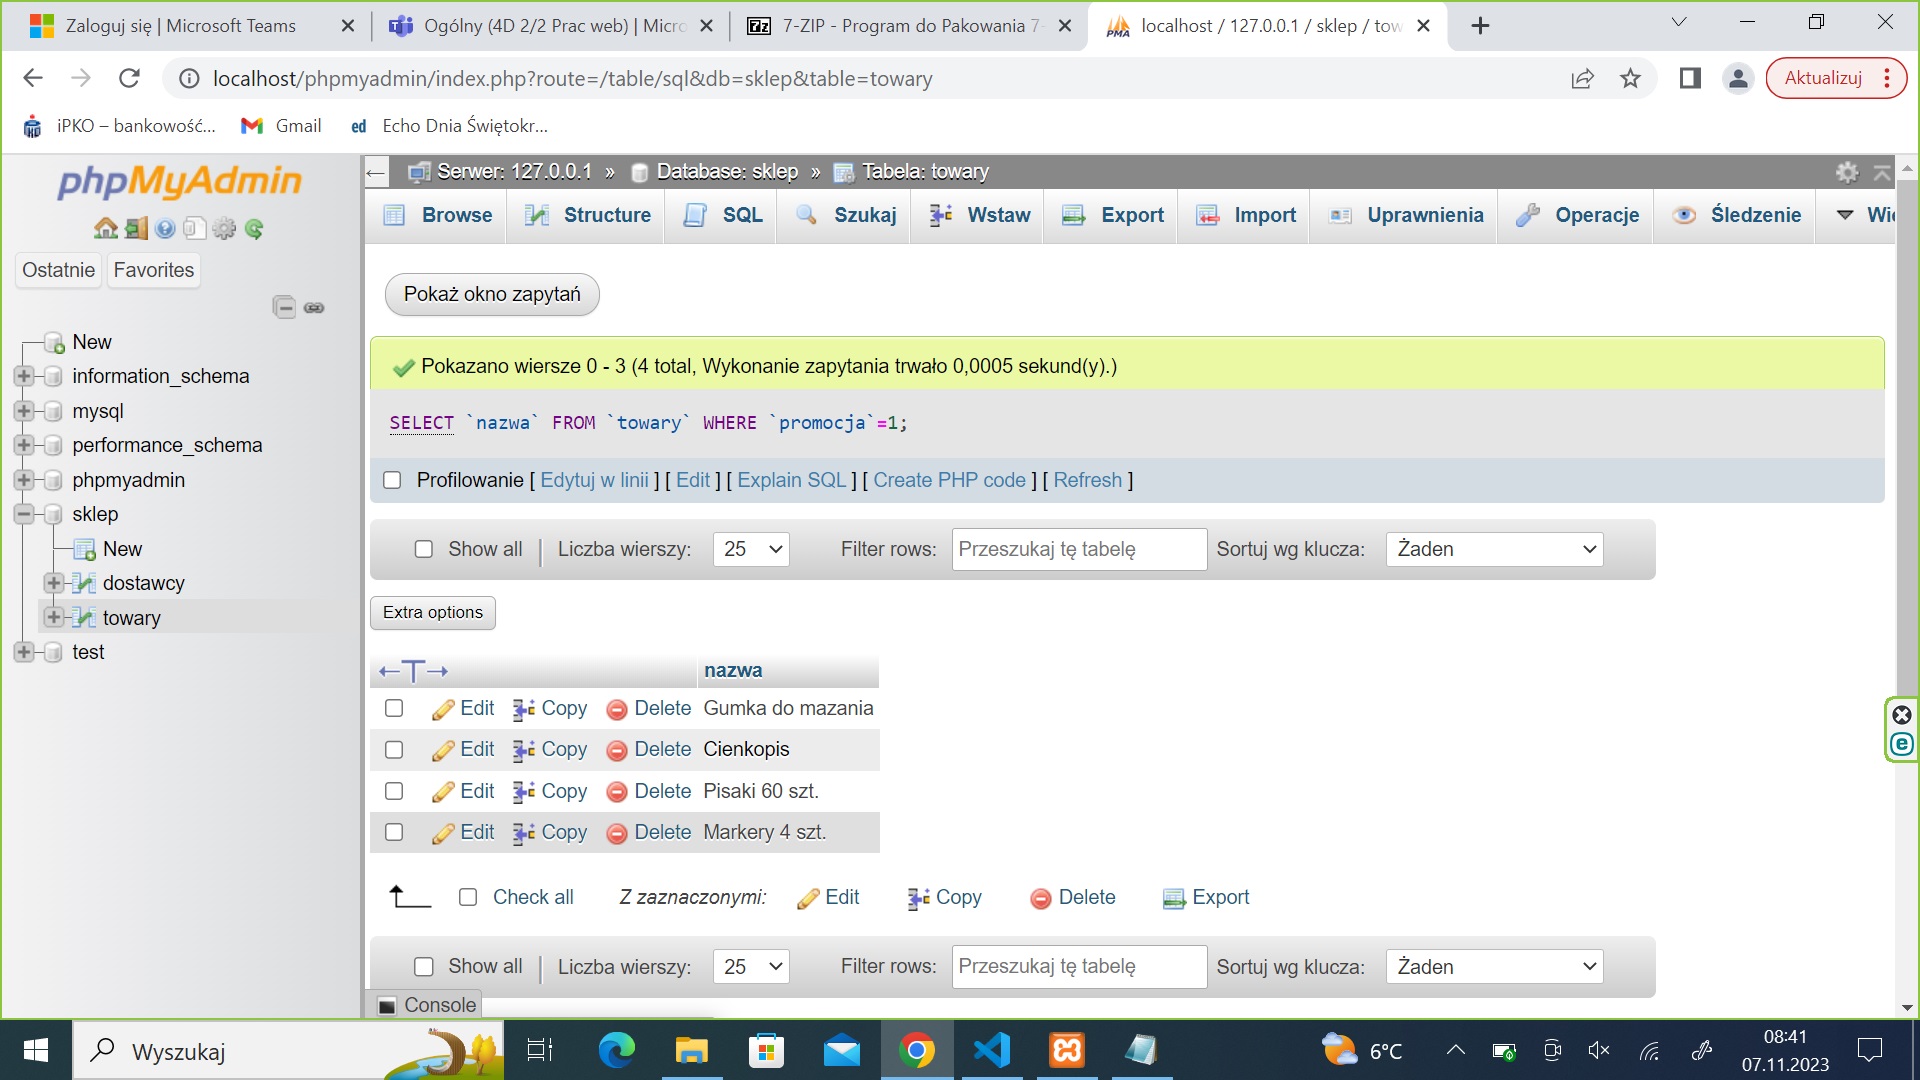 Zaloguj się | Microsoft Teams
Ogólny (4D 2/2 Prac web) | Micro
7-ZIP - Program do Pakowania 7-
localhost / 127.0.0.1 / sklep / tow
localhost/phpmyadmin/index.php?route=/table/sql&db=sklep&table=towary
Aktualizuj
iPKO – bankowość...
Gmail
ed Echo Dnia Świętokr...
phpMyAdmin
Ostatnie
Favorites
New
information_schema
mysql
performance_schema
phpmyadmin
sklep
New
dostawcy
towary
test
Serwer: 127.0.0.1 » Database: sklep » Tabela: towary
Browse
Structure
SQL
Szukaj
Wstaw
Export
Import
Uprawnienia
Operacje
Śledzenie
Wię
Pokaż okno zapytań
Pokazano wiersze 0 - 3 (4 total, Wykonanie zapytania trwało 0,0005 sekund(y).)
SELECT `nazwa` FROM `towary` WHERE `promocja`=1;
Profilowanie [ Edytuj w linii ] [ Edit ] [ Explain SQL ] [ Create PHP code ] [ Refresh ]
Show all | Liczba wierszy: 25 Filter rows: Przeszukaj tę tabelę Sortuj wg klucza: Żaden
Extra options
←T→ nazwa
Edit Copy Delete Gumka do mazania
Edit Copy Delete Cienkopis
Edit Copy Delete Pisaki 60 szt.
Edit Copy Delete Markery 4 szt.
Check all Z zaznaczonymi: Edit Copy Delete Export
Show all | Liczba wierszy: 25 Filter rows: Przeszukaj tę tabelę Sortuj wg klucza: Żaden
Console
Wyszukaj
6°C
08:41
07.11.2023